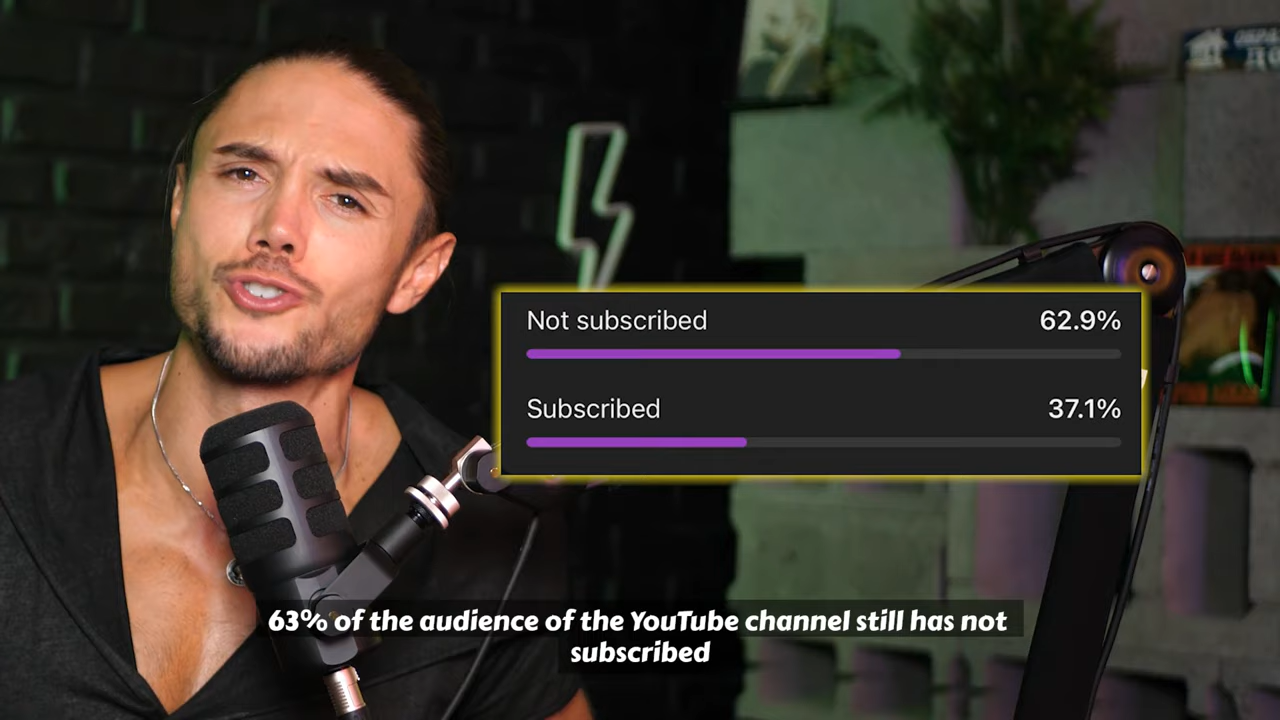 Not subscribed 62.9%
Subscribed 37.1%
63% of the audience of the YouTube channel still has not
subscribed